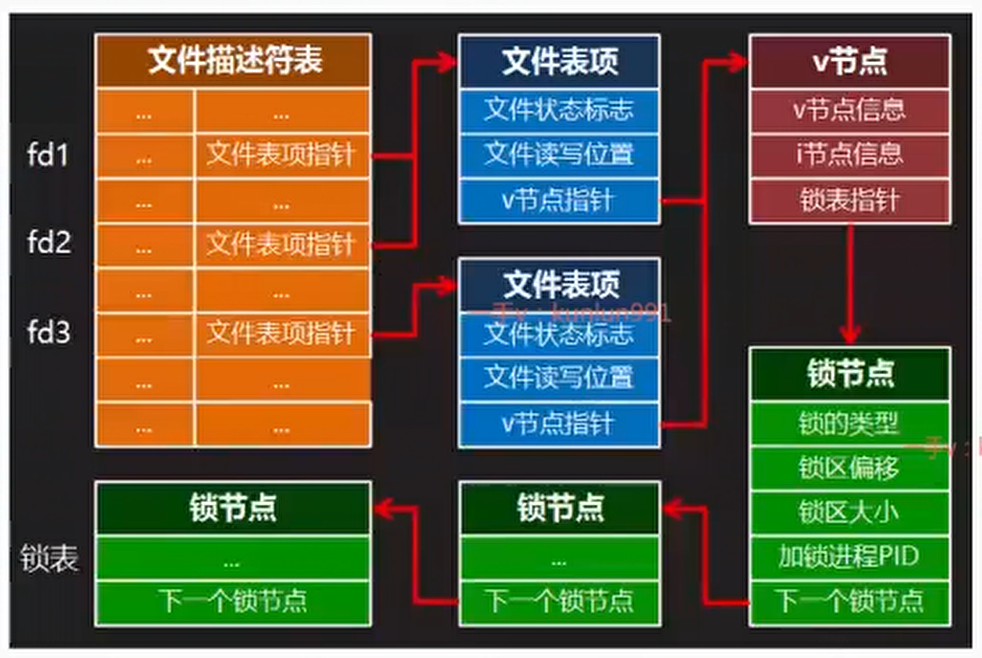 文件描述符表
... ...
fd1 ... 文件表项指针
... ...
fd2 ... 文件表项指针
... ...
fd3 ... 文件表项指针
... ...
... ...
文件表项
文件状态标志
文件读写位置
v节点指针
文件表项
一手v:kunlun991
文件状态标志
文件读写位置
v节点指针
v节点
v节点信息
i节点信息
锁表指针
锁节点
锁的类型
一手v:k
锁区偏移
锁区大小
加锁进程PID
下一个锁节点
锁节点
...
下一个锁节点
锁表
锁节点
...
下一个锁节点